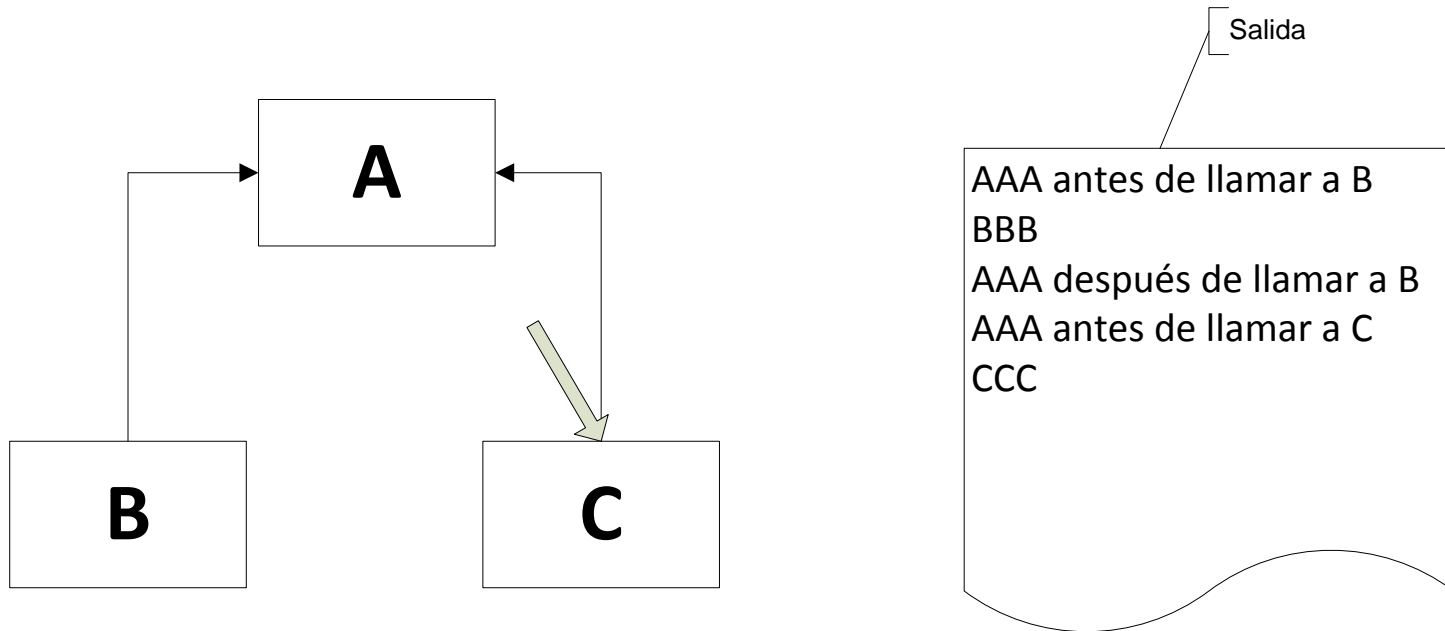 Salida
A
B
C
AAA antes de llamar a B
BBB
AAA después de llamar a B
AAA antes de llamar a C
CCC